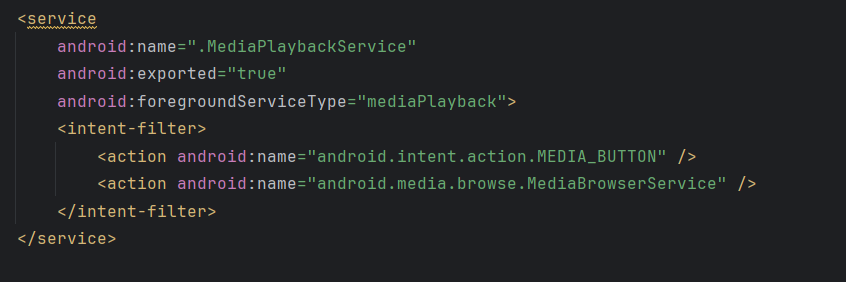 <service
android:name=".MediaPlaybackService"
android:exported="true"
android:foregroundServiceType="mediaPlayback">
<intent-filter>
<action android:name="android.intent.action.MEDIA_BUTTON" />
<action android:name="android.media.browse.MediaBrowserService" />
</intent-filter>
</service>